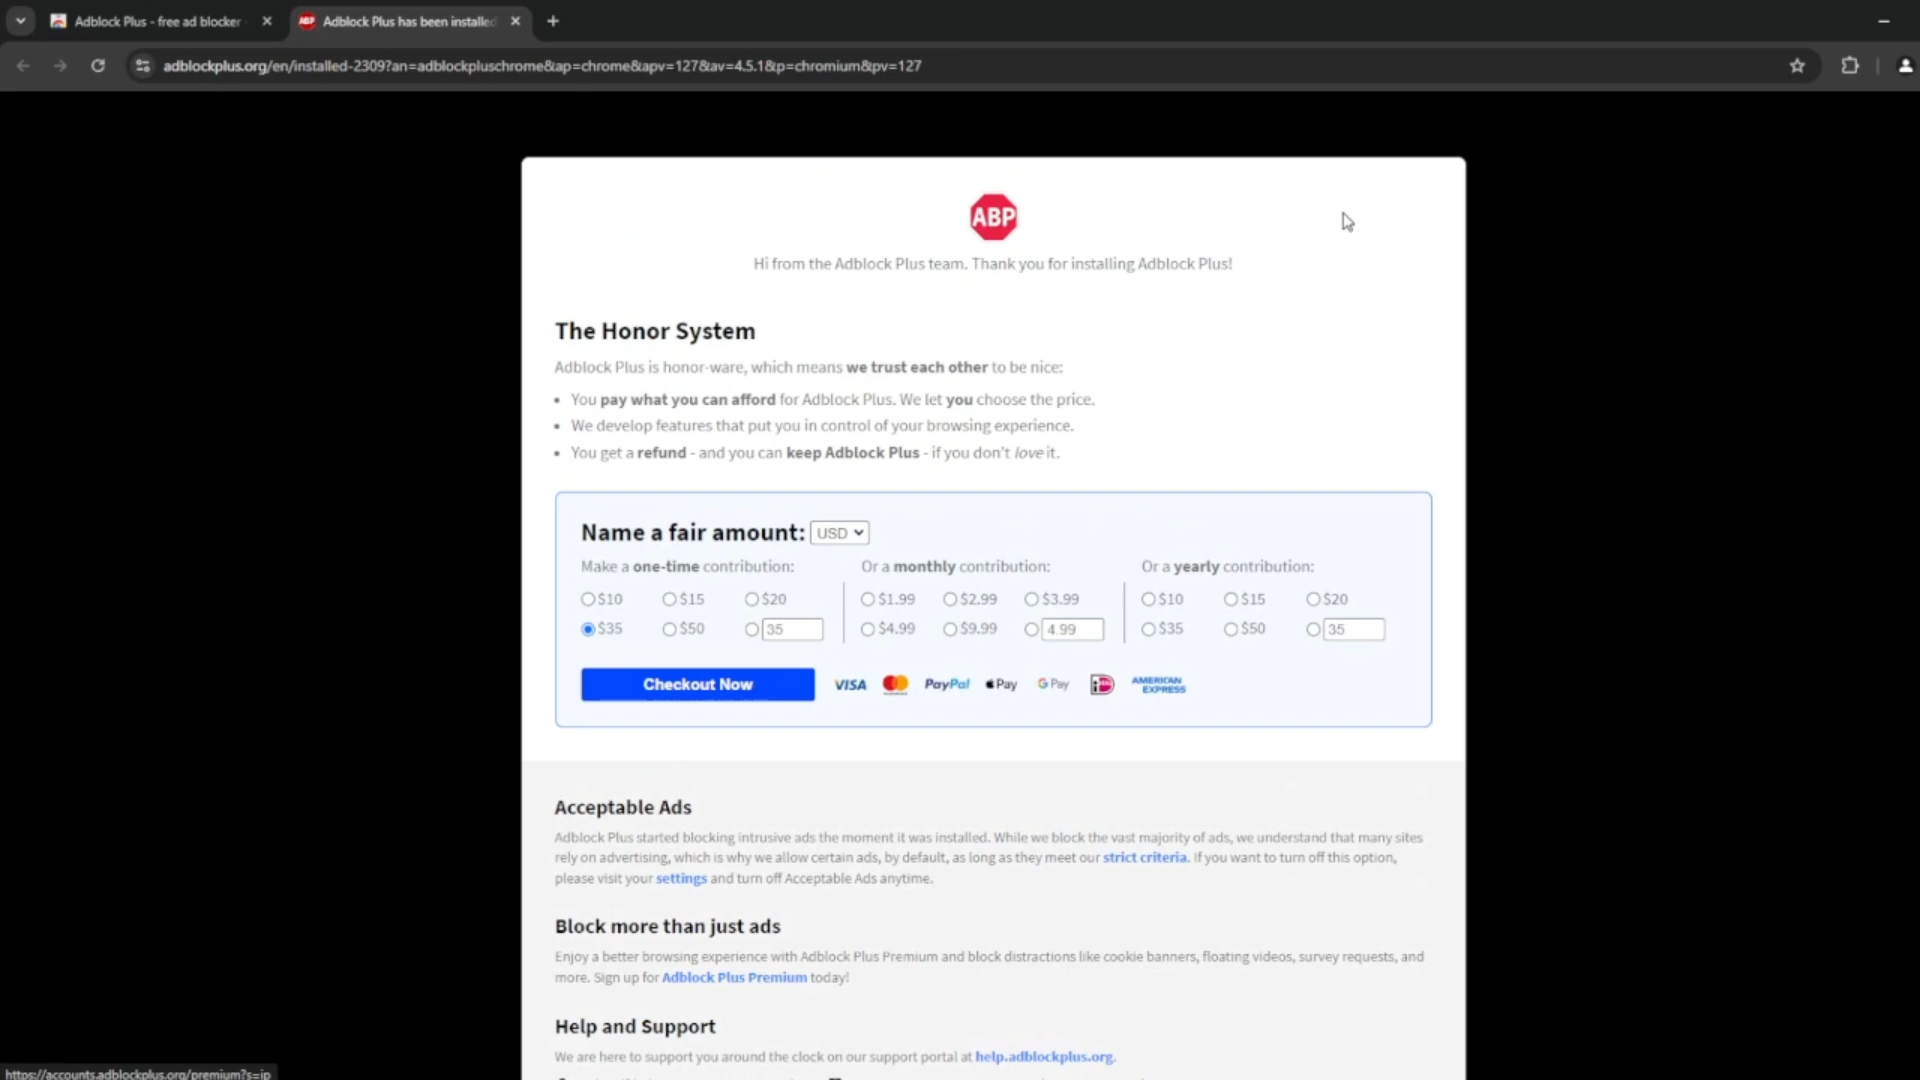 Adblock Plus - free ad blocker
Adblock Plus has been installed
adblockplus.org/en/installed-2309?an=adblockpluschrome&ap=chrome&apv=127&av=4.5.1&p=chromium&pv=127
ABP
Hi from the Adblock Plus team. Thank you for installing Adblock Plus!
The Honor System
Adblock Plus is honor-ware, which means we trust each other to be nice:
• You pay what you can afford for Adblock Plus. We let you choose the price.
• We develop features that put you in control of your browsing experience.
• You get a refund - and you can keep Adblock Plus - if you don't love it.
Name a fair amount: USD
Make a one-time contribution:
$10 $15 $20
$35 $50 35
Or a monthly contribution:
$1.99 $2.99 $3.99
$4.99 $9.99 4.99
Or a yearly contribution:
$10 $15 $20
$35 $50 35
Checkout Now VISA PayPal Pay G Pay AMERICAN EXPRESS
Acceptable Ads
Adblock Plus started blocking intrusive ads the moment it was installed. While we block the vast majority of ads, we understand that many sites
rely on advertising, which is why we allow certain ads, by default, as long as they meet our strict criteria. If you want to turn off this option,
please visit your settings and turn off Acceptable Ads anytime.
Block more than just ads
Enjoy a better browsing experience with Adblock Plus Premium and block distractions like cookie banners, floating videos, survey requests, and
more. Sign up for Adblock Plus Premium today!
Help and Support
We are here to support you around the clock on our support portal at help.adblockplus.org.
https://accounts.adblockplus.org/premium?s=ip